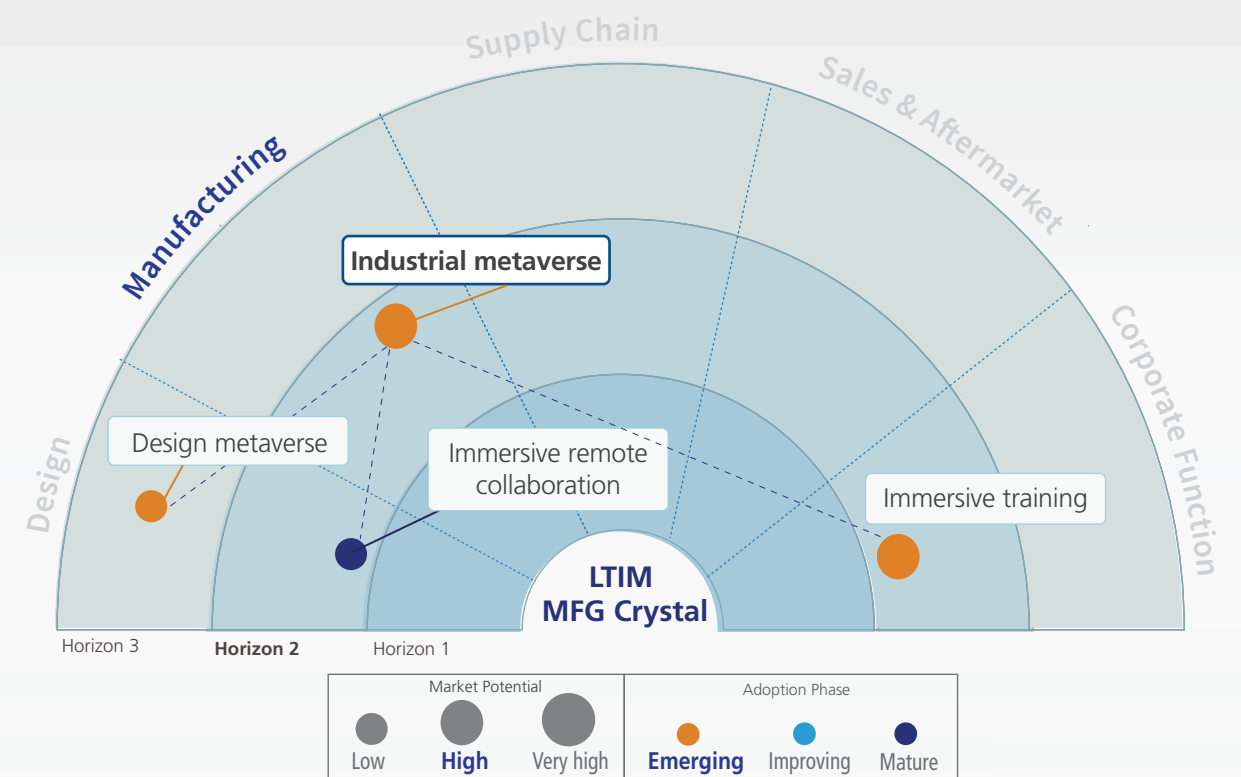 Supply Chain
Sales & Aftermarket
Manufacturing
Industrial metaverse
Corporate Function
Design metaverse
Immersive remote
collaboration
Design
Immersive training
LTIM
MFG Crystal
Horizon 3
Horizon 2
Horizon 1
Market Potential
Adoption Phase
Low
High
Very high
Emerging
Improving
Mature